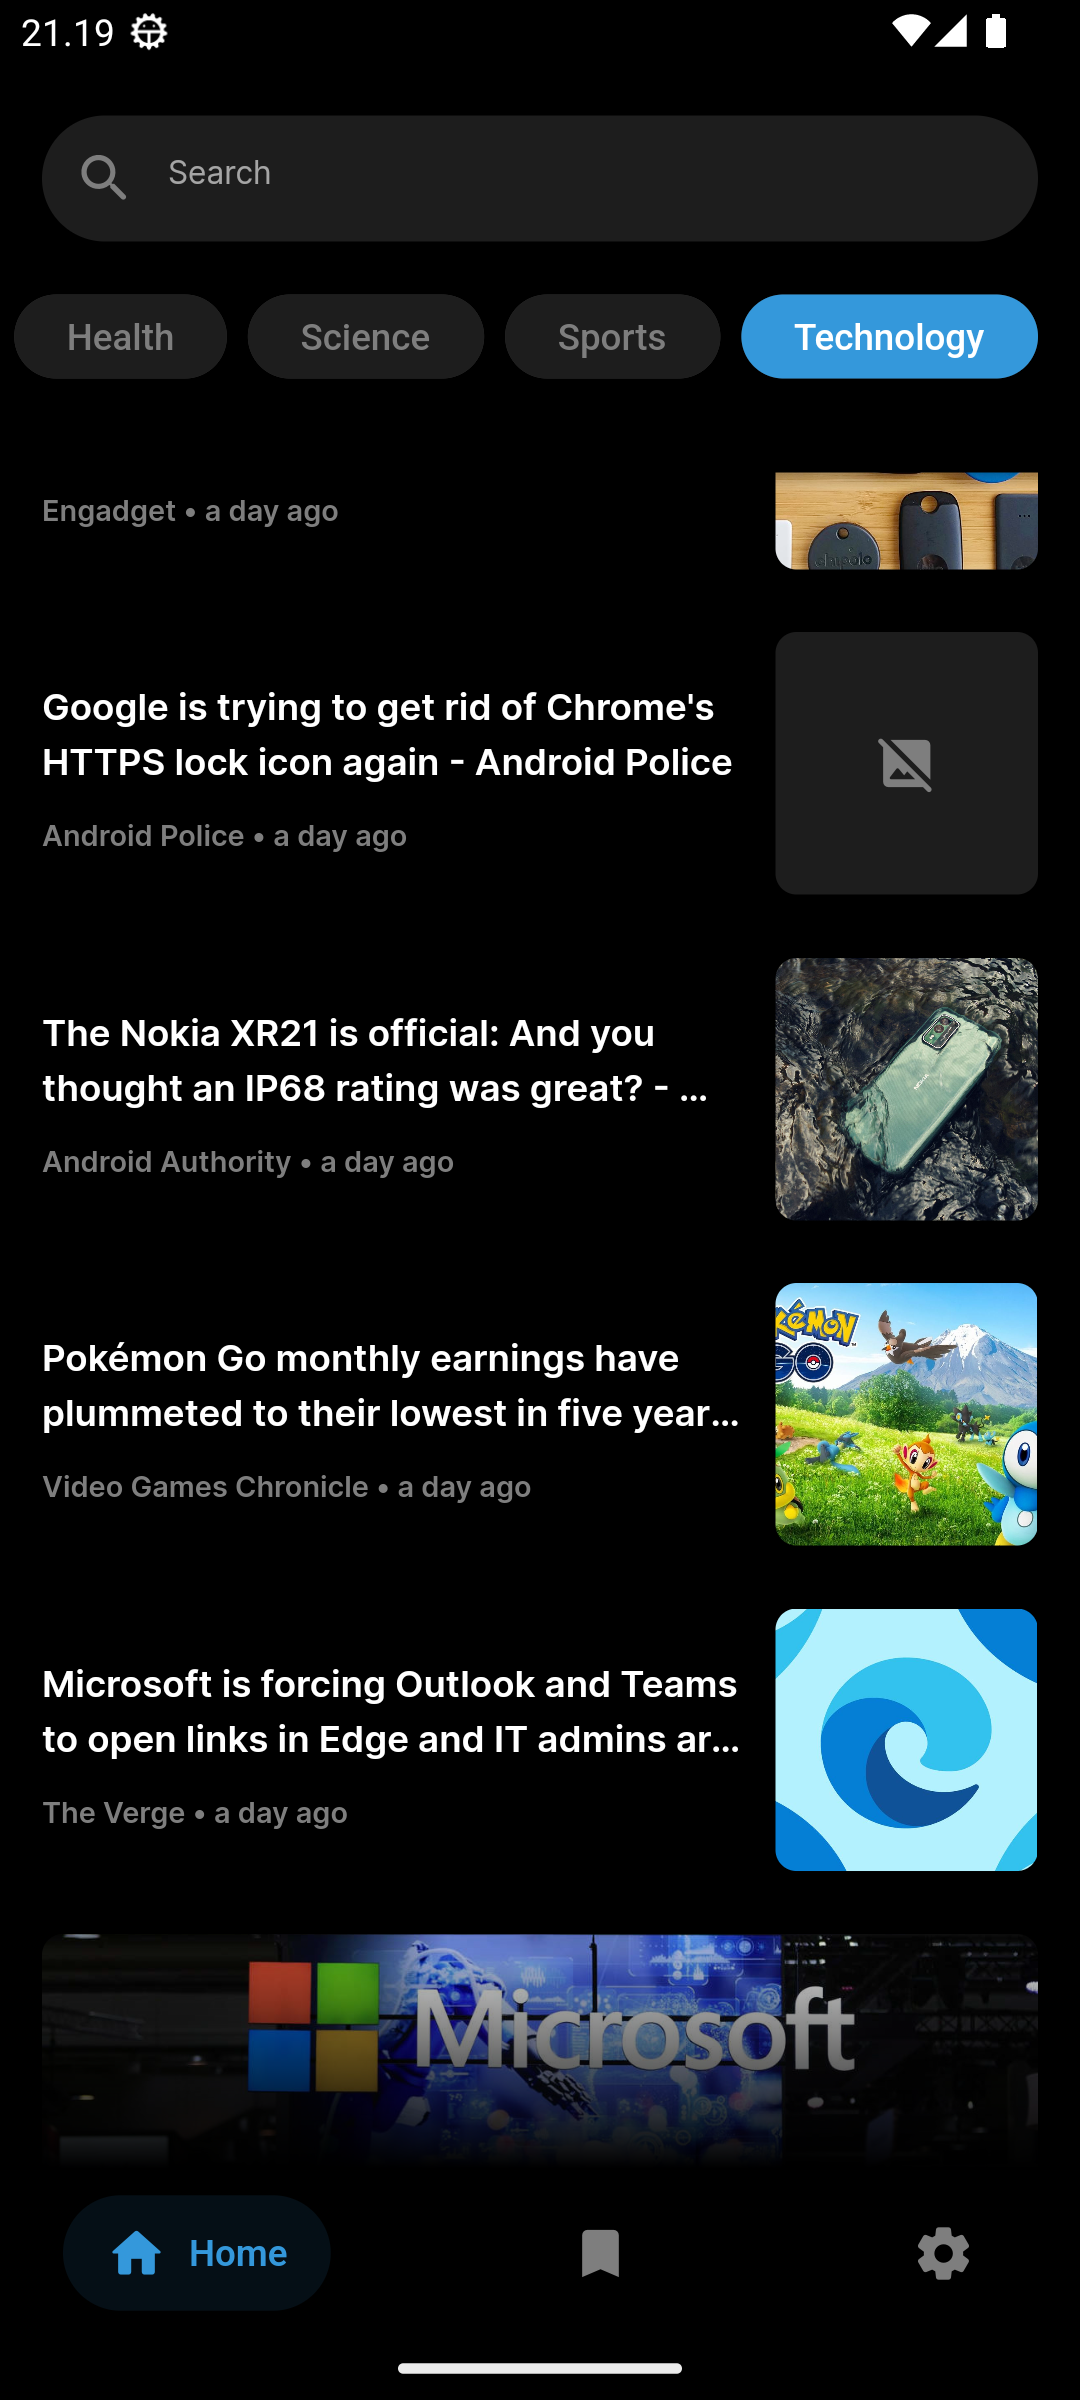 21.19
Search
Health
Science
Sports
Technology
Engadget • a day ago
chipolo
Google is trying to get rid of Chrome's
HTTPS lock icon again - Android Police
Android Police • a day ago
The Nokia XR21 is official: And you
thought an IP68 rating was great? - ...
Android Authority • a day ago
NOKIA
Pokémon Go monthly earnings have
plummeted to their lowest in five year...
Video Games Chronicle • a day ago
kémon
GO
Microsoft is forcing Outlook and Teams
to open links in Edge and IT admins ar...
The Verge • a day ago
Microsoft
Home